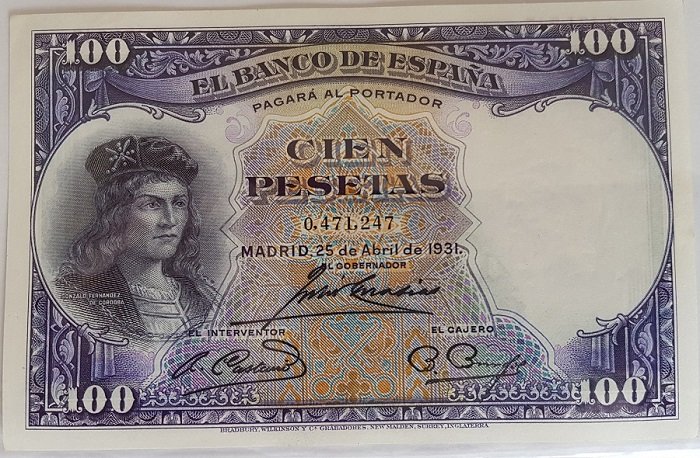 100 100
EL BANCO DE ESPAÑA
PAGARÁ AL PORTADOR
CIEN
PESETAS
0,471,247
MADRID, 25 de Abril de 1931.
EL GOBERNADOR
GONZALO FERNANDEZ
DE CORDOBA
EL INTERVENTOR EL CAJERO
100 100
BRADBURY, WILKINSON Y Cª GRABADORES, NEW MALDEN, SURREY, INGLATERRA